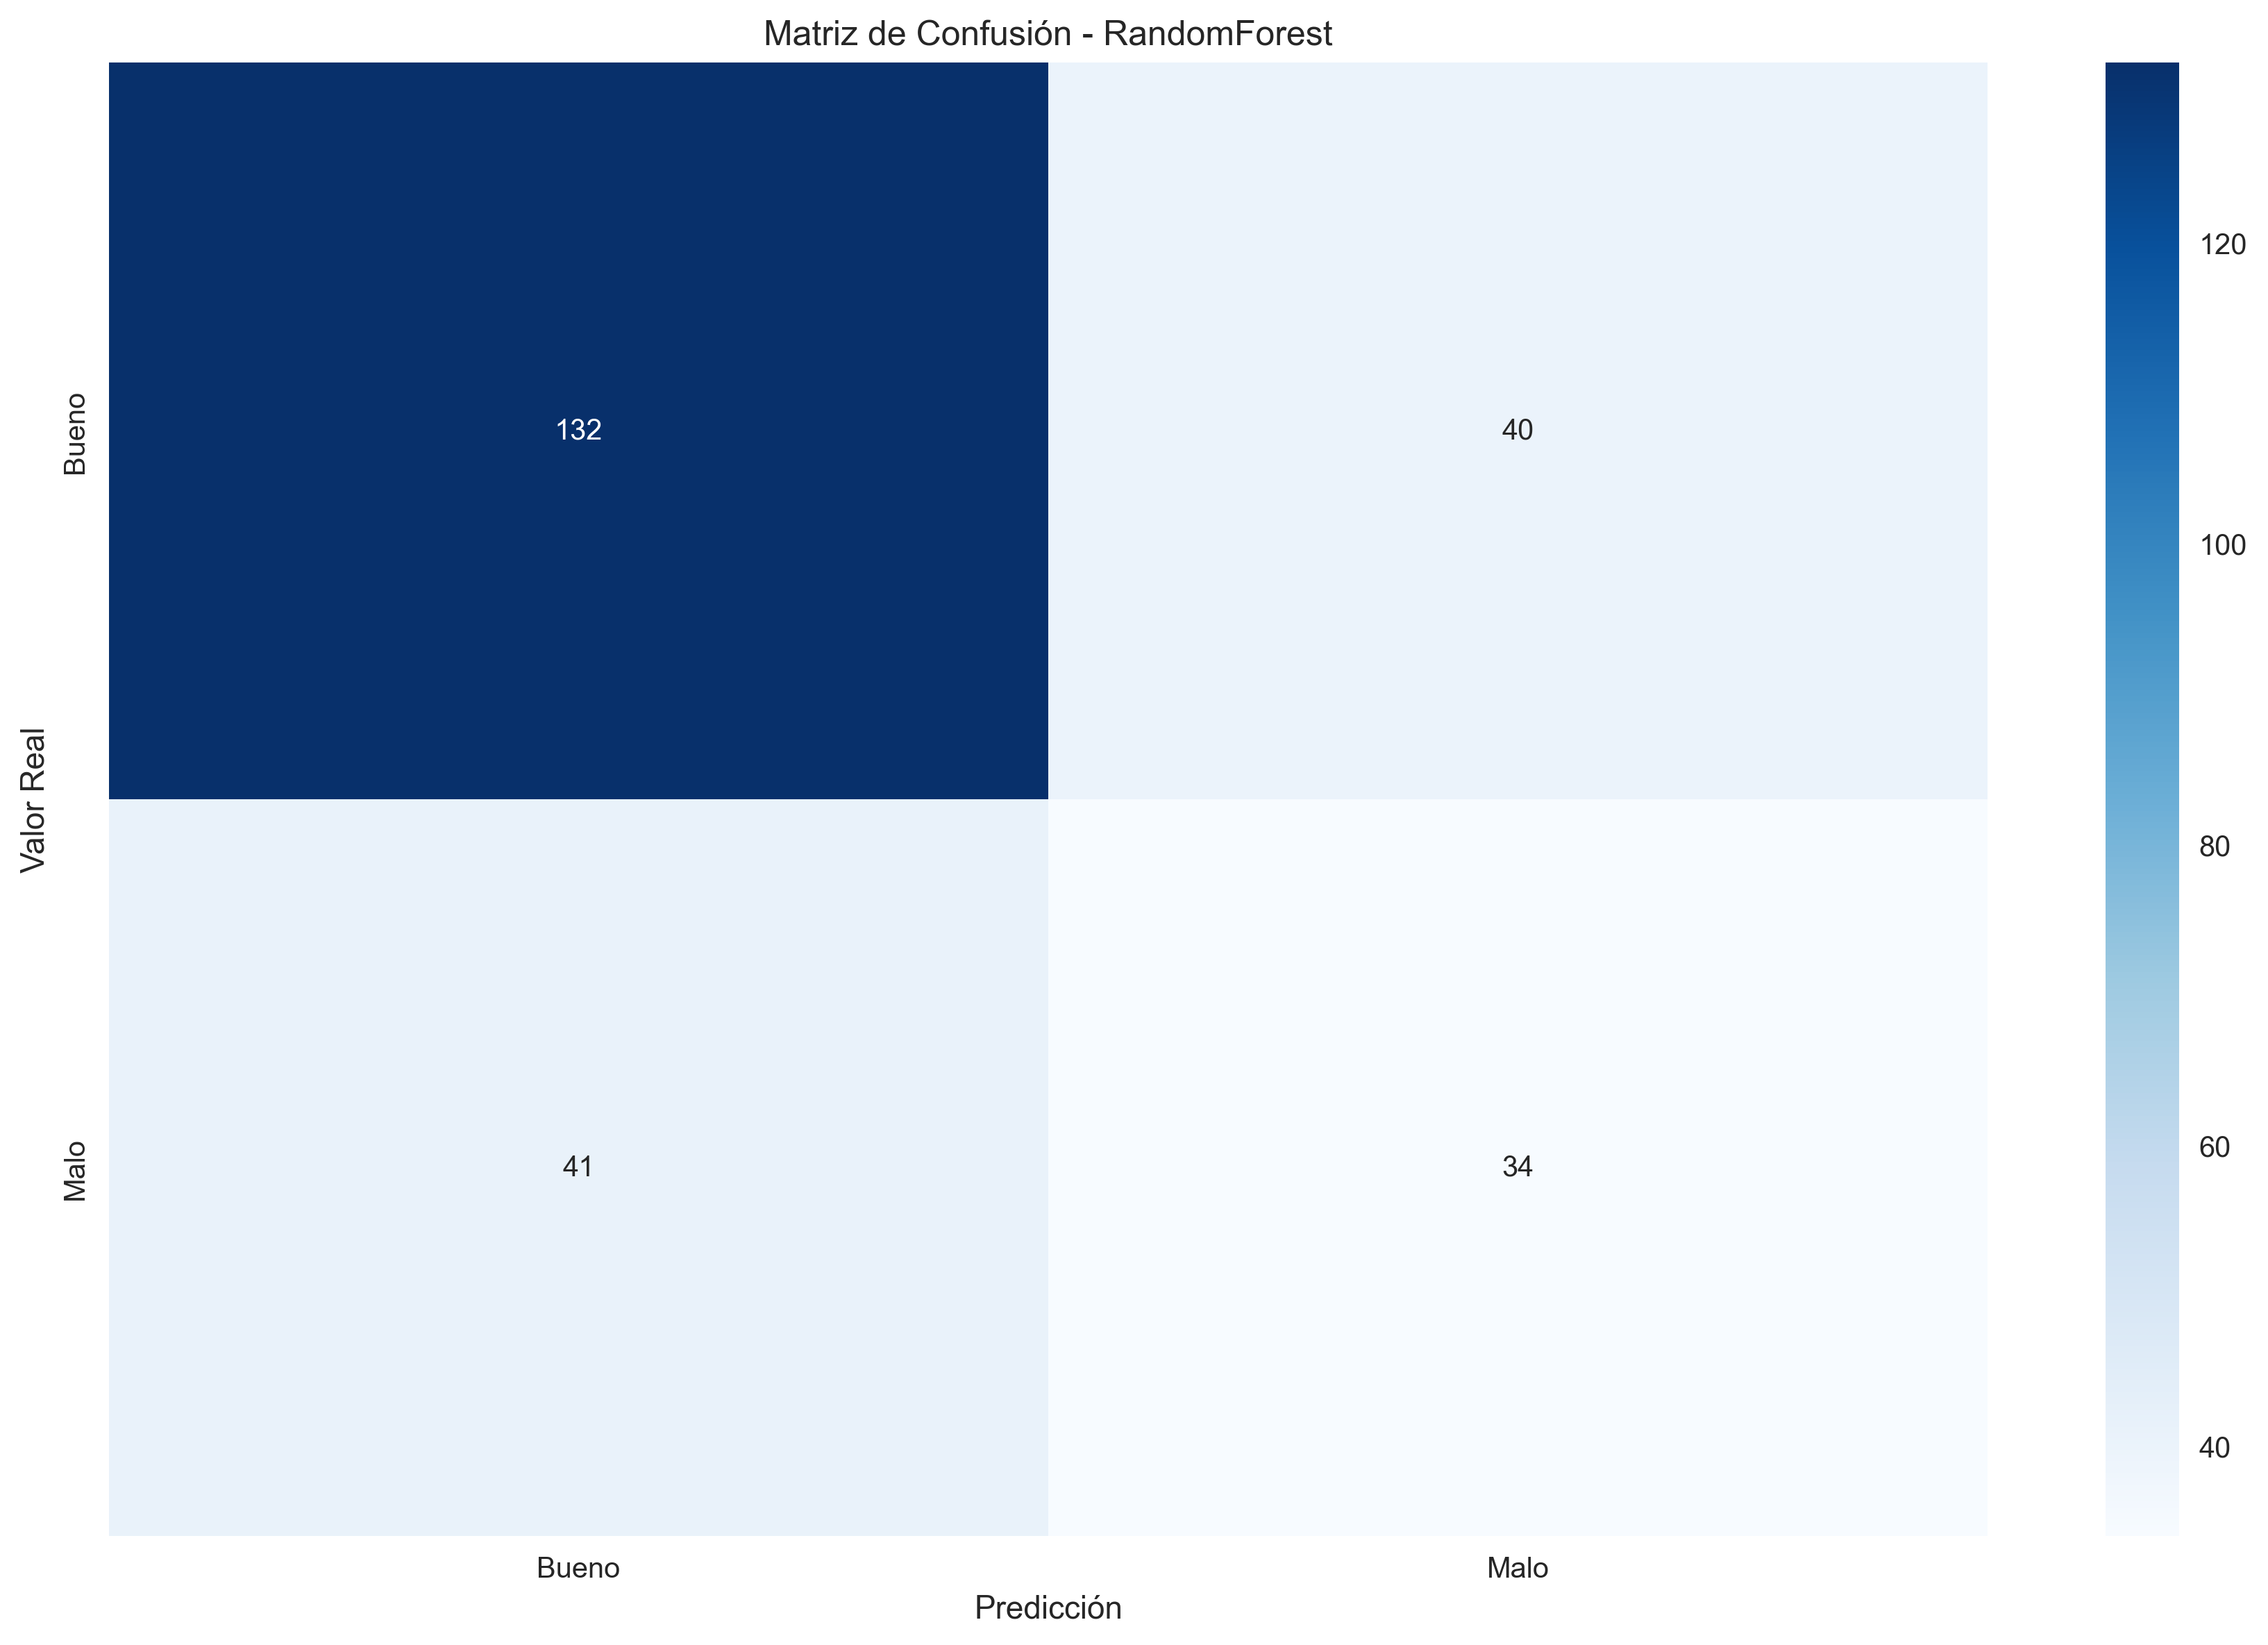 Matriz de Confusión - RandomForest
Valor Real
Bueno
132
40
Malo
41
34
Bueno
Malo
Predicción
120
100
80
60
40